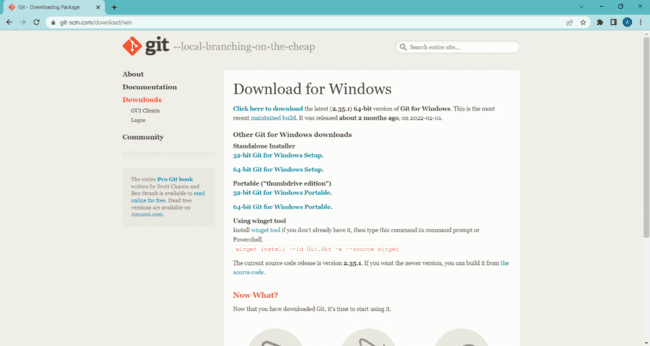 Git - Downloading Package
git-scm.com/download/win
A
git --local-branching-on-the-cheap
Search entire site...
About
Documentation
Downloads
GUI Clients
Logos
Community
The entire Pro Git book
written by Scott Chacon and
Ben Straub is available to read
online for free. Dead tree
versions are available on
Amazon.com.
Download for Windows
Click here to download the latest (2.35.1) 64-bit version of Git for Windows. This is the most
recent maintained build. It was released about 2 months ago, on 2022-02-01.
Other Git for Windows downloads
Standalone Installer
32-bit Git for Windows Setup.
64-bit Git for Windows Setup.
Portable ("thumbdrive edition")
32-bit Git for Windows Portable.
64-bit Git for Windows Portable.
Using winget tool
Install winget tool if you don't already have it, then type this command in command prompt or
Powershell.
winget install --id Git.Git -e --source winget
The current source code release is version 2.35.1. If you want the newer version, you can build it from the
source code.
Now What?
Now that you have downloaded Git, it's time to start using it.